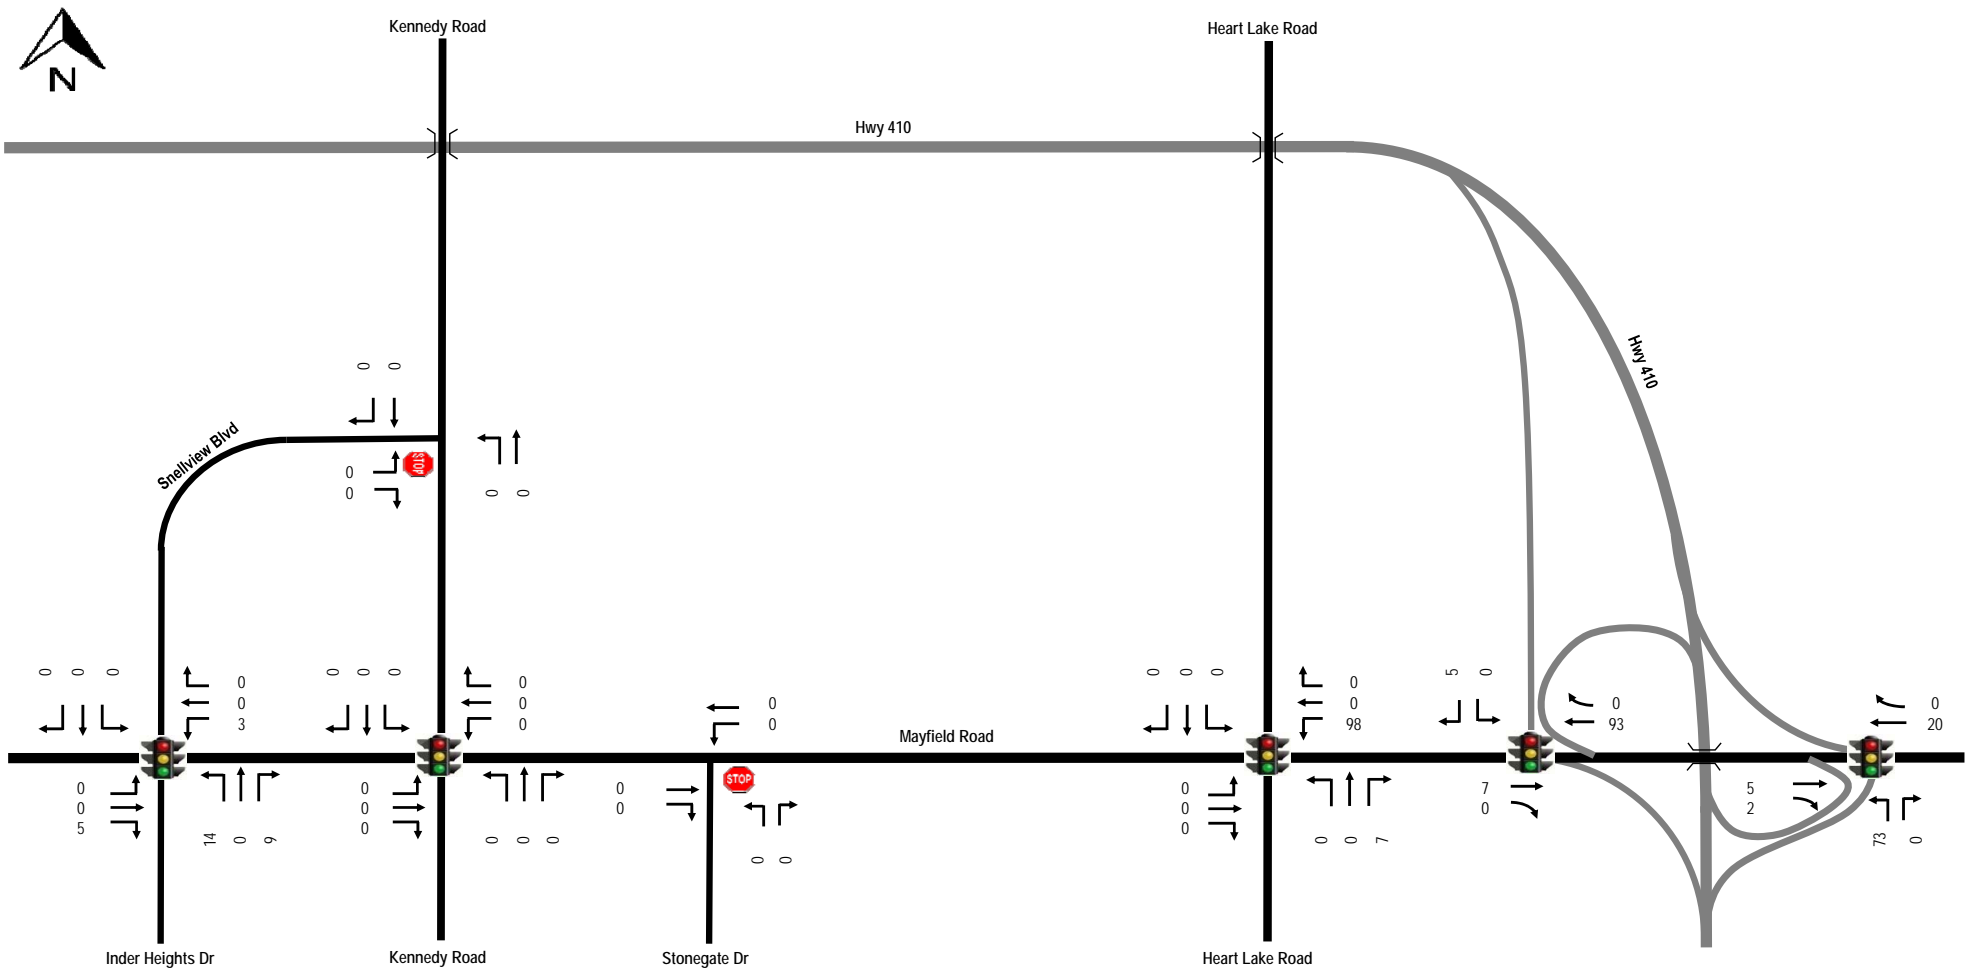 Kennedy Road
Heart Lake Road
N
Hwy 410
Hwy 410
0 0
Snellview Blvd
STOP
0
0
0 0
0 0 0
0
0
3
0 0 0
0
0
0
0
0
0 0 0
0
0
98
5 0
0
93
0
20
Mayfield Road
0
0
5
14 0 9
0
0
0
0 0 0
0
0
STOP
0 0
0
0
0
0 0 7
7
0
5
2
73 0
Inder Heights Dr
Kennedy Road
Stonegate Dr
Heart Lake Road